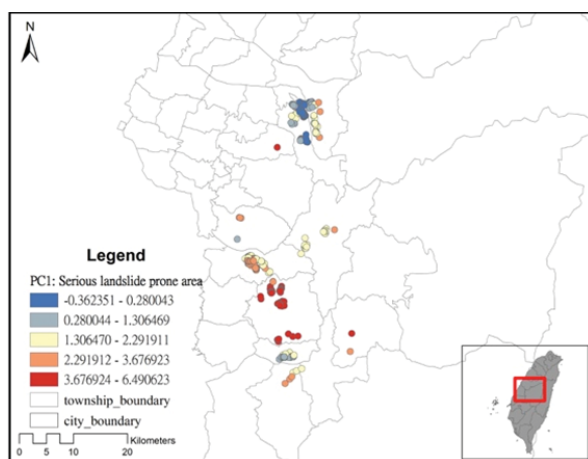 N
Legend
PC1: Serious landslide prone area
-0.362351 - 0.280043
0.280044 - 1.306469
1.306470 - 2.291911
2.291912 - 3.676923
3.676924 - 6.490623
township_boundary
city_boundary
0 5 10 20
Kilometers